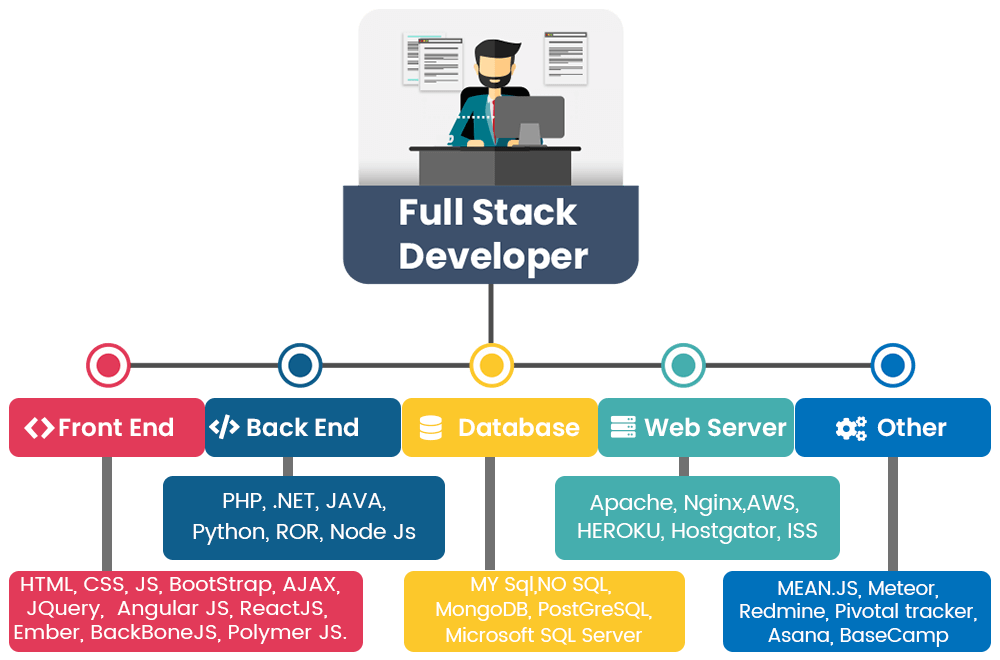 Full Stack
Developer
Front End
Back End
Database
Web Server
Other
PHP, .NET, JAVA,
Python, ROR, Node Js
Apache, Nginx,AWS,
HEROKU, Hostgator, ISS
HTML, CSS, JS, BootStrap, AJAX,
JQuery, Angular JS, ReactJS,
Ember, BackBoneJS, Polymer JS.
MY Sql,NO SQL,
MongoDB, PostGreSQL,
Microsoft SQL Server
MEAN.JS, Meteor,
Redmine, Pivotal tracker,
Asana, BaseCamp